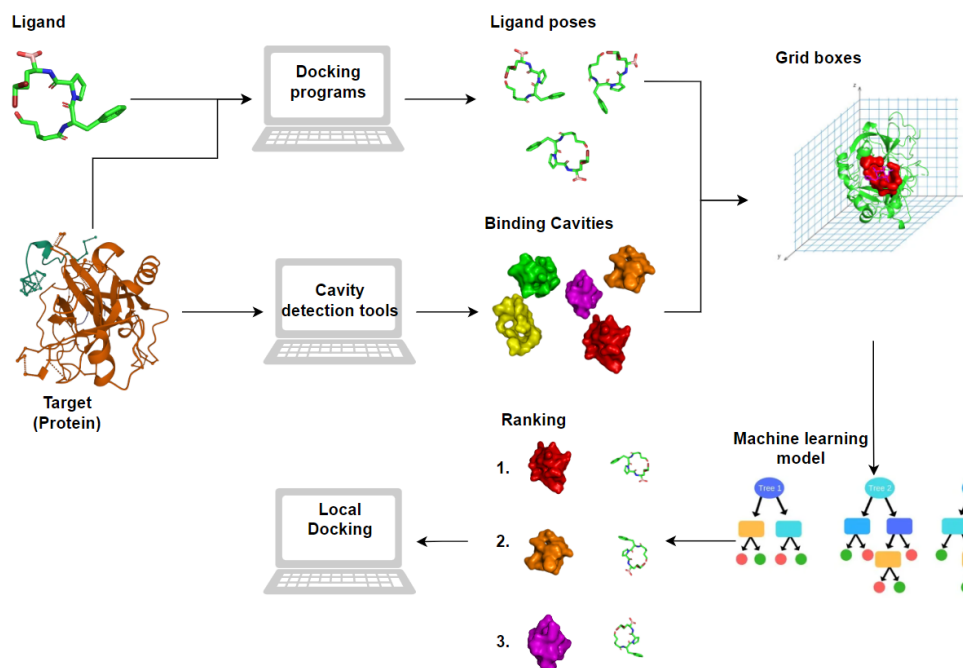 Ligand
Docking
programs
Ligand poses
Grid boxes
z
y
Binding Cavities
Cavity
detection tools
Target
(Protein)
Ranking
1.
2.
3.
Local
Docking
Machine learning
model
Tree 1
Tree 2